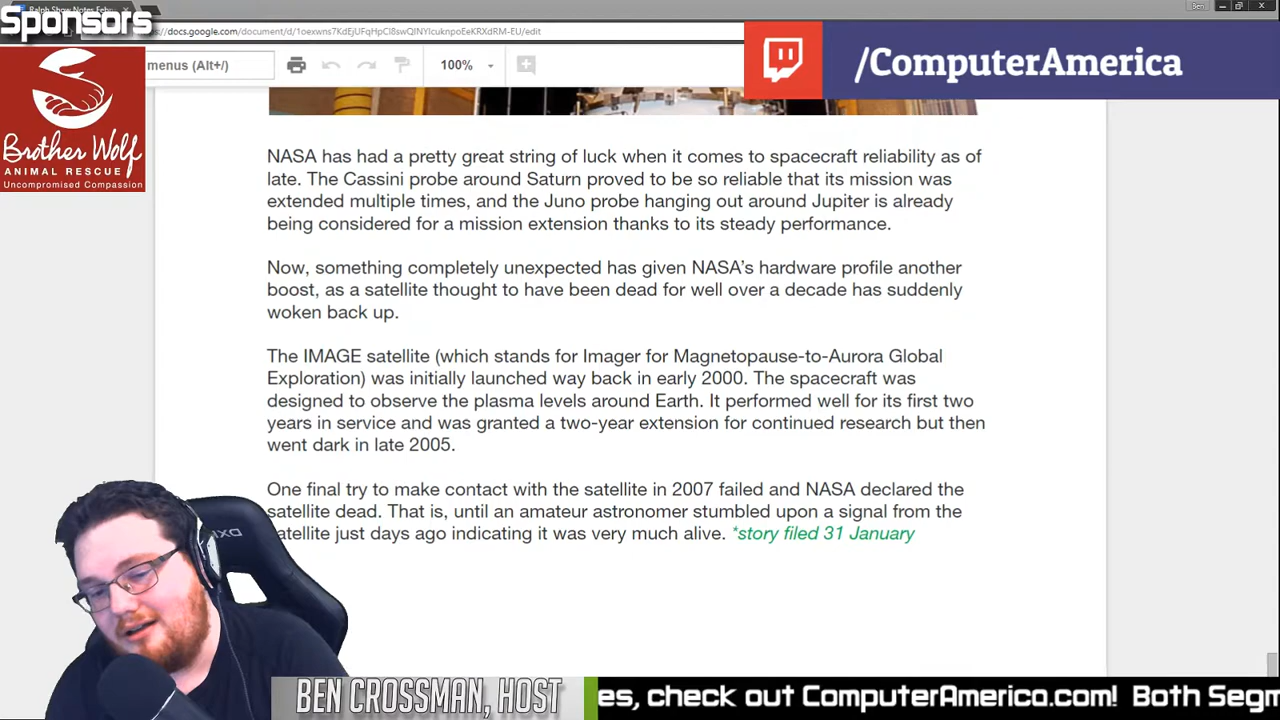 Ralph Show Notes Febr
Ben
Sponsors
docs.google.com/document/d/1oexwns7KdEjUFqHpCl8swQINYIcuknpoEeKRXdRM-EU/edit
menus (Alt+/)
100%
/ComputerAmerica
Brother Wolf
ANIMAL RESCUE
Uncompromised Compassion
NASA has had a pretty great string of luck when it comes to spacecraft reliability as of
late. The Cassini probe around Saturn proved to be so reliable that its mission was
extended multiple times, and the Juno probe hanging out around Jupiter is already
being considered for a mission extension thanks to its steady performance.
Now, something completely unexpected has given NASA's hardware profile another
boost, as a satellite thought to have been dead for well over a decade has suddenly
woken back up.
The IMAGE satellite (which stands for Imager for Magnetopause-to-Aurora Global
Exploration) was initially launched way back in early 2000. The spacecraft was
designed to observe the plasma levels around Earth. It performed well for its first two
years in service and was granted a two-year extension for continued research but then
went dark in late 2005.
One final try to make contact with the satellite in 2007 failed and NASA declared the
satellite dead. That is, until an amateur astronomer stumbled upon a signal from the
satellite just days ago indicating it was very much alive. *story filed 31 January
BEN CROSSMAN, HOST
es, check out ComputerAmerica.com! Both Segm